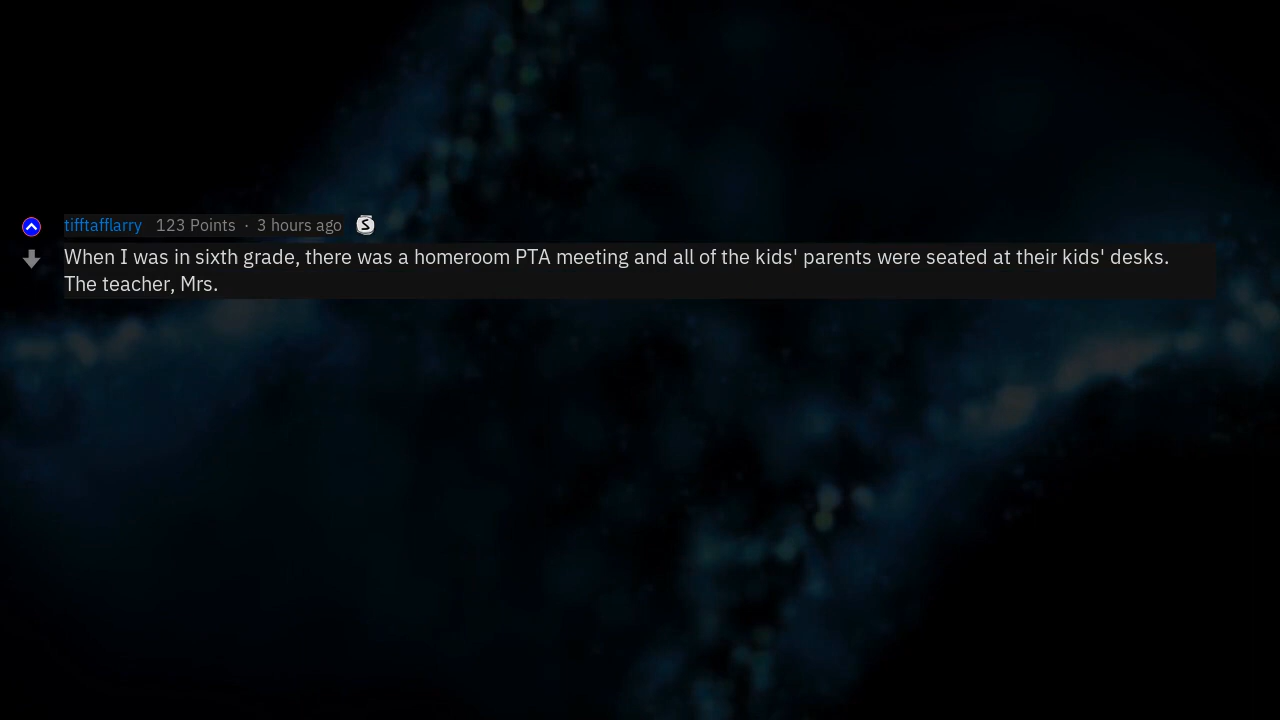 tifftafflarry 123 Points · 3 hours ago
When I was in sixth grade, there was a homeroom PTA meeting and all of the kids' parents were seated at their kids' desks.
The teacher, Mrs.